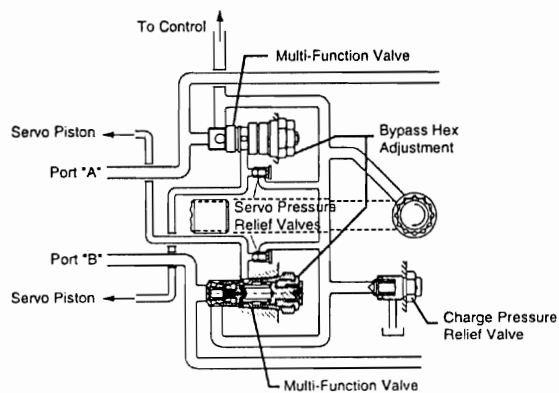 To Control
Multi-Function Valve
Servo Piston
Bypass Hex
Adjustment
Port "A"
Servo Pressure
Relief Valves
Port "B"
Servo Piston
Charge Pressure
Relief Valve
Multi-Function Valve